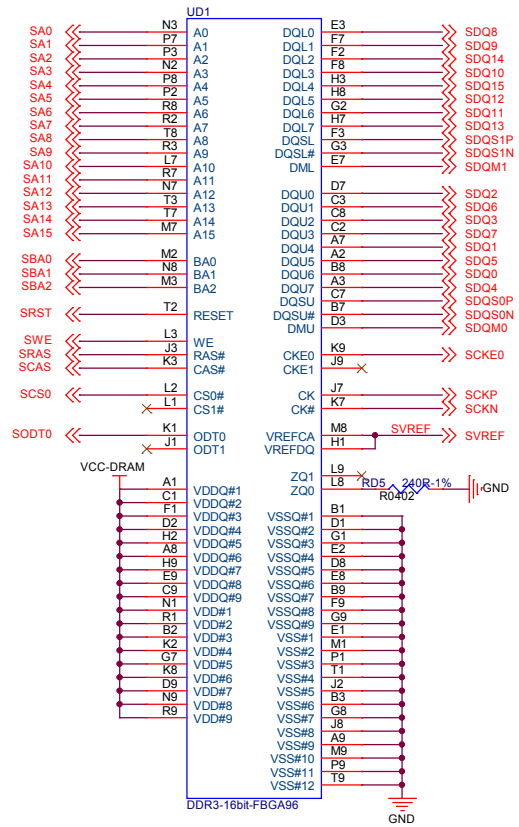 UD1
SA0 N3 A0 DQL0 E3 SDQ8
SA1 P7 A1 DQL1 F7 SDQ9
SA2 P3 A2 DQL2 F2 SDQ14
SA3 N2 A3 DQL3 F8 SDQ10
SA4 P8 A4 DQL4 H3 SDQ15
SA5 P2 A5 DQL5 H8 SDQ12
SA6 R8 A6 DQL6 G2 SDQ11
SA7 R2 A7 DQL7 H7 SDQ13
SA8 T8 A8 DQSL F3 SDQS1P
SA9 R3 A9 DQSL# G3 SDQS1N
SA10 L7 A10 DML E7 SDQM1
SA11 R7 A11
SA12 N7 A12 DQU0 D7 SDQ2
SA13 T3 A13 DQU1 C3 SDQ6
SA14 T7 A14 DQU2 C8 SDQ3
SA15 M7 A15 DQU3 C2 SDQ7
DQU4 A7 SDQ1
SBA0 M2 BA0 DQU5 A2 SDQ5
SBA1 N8 BA1 DQU6 B8 SDQ0
SBA2 M3 BA2 DQU7 A3 SDQ4
DQSU C7 SDQS0P
SRST T2 RESET DQSU# B7 SDQS0N
DMU D3 SDQM0
SWE L3 WE
SRAS J3 RAS# CKE0 K9 SCKE0
SCAS K3 CAS# CKE1 J9
SCS0 L2 CS0# CK J7 SCKP
L1 CS1# CK# K7 SCKN
SODT0 K1 ODT0 VREFCA M8 SVREF SVREF
J1 ODT1 VREFDQ H1
VCC-DRAM ZQ1 L9
A1 VDDQ#1 ZQ0 L8 RD5 240R-1% GND
R0402
C1 VDDQ#2
F1 VDDQ#3 VSSQ#1 B1
D2 VDDQ#4 VSSQ#2 D1
H2 VDDQ#5 VSSQ#3 G1
A8 VDDQ#6 VSSQ#4 E2
H9 VDDQ#7 VSSQ#5 D8
E9 VDDQ#8 VSSQ#6 E8
C9 VDDQ#9 VSSQ#7 B9
N1 VDD#1 VSSQ#8 F9
R1 VDD#2 VSSQ#9 G9
B2 VDD#3 VSS#1 E1
K2 VDD#4 VSS#2 M1
G7 VDD#5 VSS#3 P1
K8 VDD#6 VSS#4 T1
D9 VDD#7 VSS#5 J2
N9 VDD#8 VSS#6 B3
R9 VDD#9 VSS#7 G8
VSS#8 J8
VSS#9 A9
VSS#10 M9
VSS#11 P9
VSS#12 T9
DDR3-16bit-FBGA96
GND